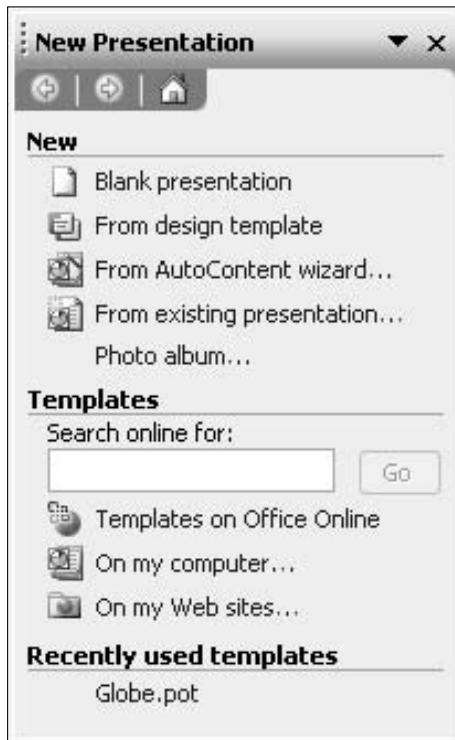 New Presentation
New
Blank presentation
From design template
From AutoContent wizard...
From existing presentation...
Photo album...
Templates
Search online for:
Go
Templates on Office Online
On my computer...
On my Web sites...
Recently used templates
Globe.pot